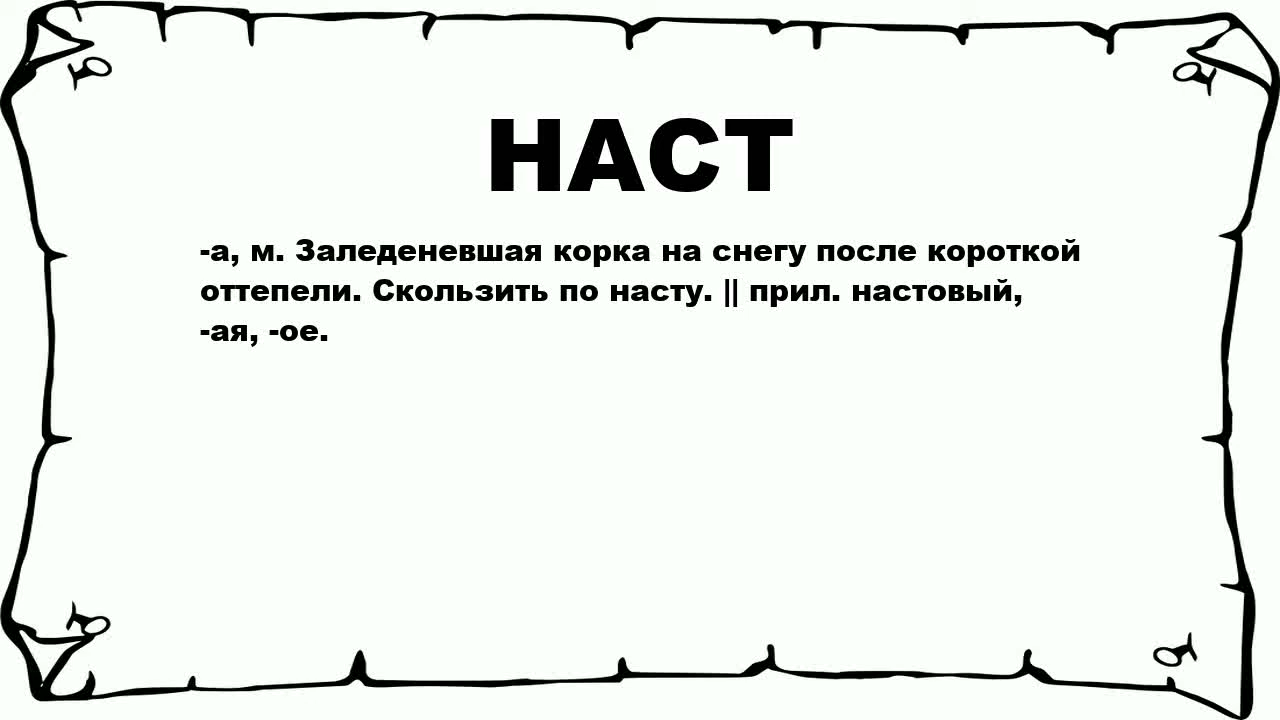 НАСТ
-а, м. Заледеневшая корка на снегу после короткой
оттепели. Скользить по насту. || прил. настовый,
-ая, -ое.